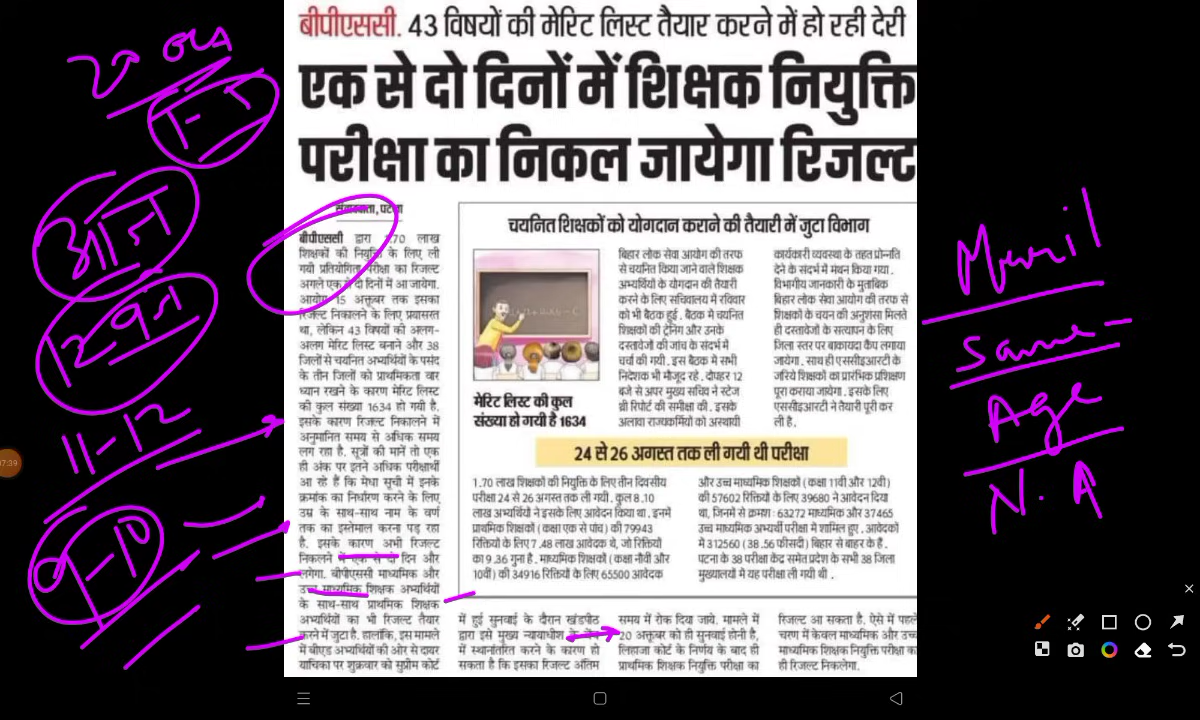 बीपीएससी. 43 विषयों की मेरिट लिस्ट तैयार करने में हो रही देरी
एक से दो दिनों में शिक्षक नियुक्ति
परीक्षा का निकल जायेगा रिजल्ट
संवाददाता, पटना
बीपीएससी द्वारा 1.70 लाख
शिक्षकों की नियुक्ति के लिए ली
गयी प्रतियोगिता परीक्षा का रिजल्ट
अगले एक से दो दिनों में आ जायेगा.
आयोग 15 अक्तूबर तक इसका
रिजल्ट निकालने के लिए प्रयासरत
था, लेकिन 43 विषयों की अलग-
अलग मेरिट लिस्ट बनाने और 38
जिलों से चयनित अभ्यर्थियों के पसंद
के तीन जिलों को प्राथमिकता वार
ध्यान रखने के कारण मेरिट लिस्ट
की कुल संख्या 1634 हो गयी है.
इसके कारण रिजल्ट निकालने में
अनुमानित समय से अधिक समय
लग रहा है. सूत्रों की मानें तो एक
ही अंक पर इतने अधिक परीक्षार्थी
आ रहे हैं कि मेधा सूची में इनके
क्रमांक का निर्धारण करने के लिए
उम्र के साथ-साथ नाम के वर्ण
तक का इस्तेमाल करना पड़ रहा
है. इसके कारण अभी रिजल्ट
निकलने में एक से दो दिन और
लगेगा. बीपीएससी माध्यमिक और
उच्च माध्यमिक शिक्षक अभ्यर्थियों
के साथ-साथ प्राथमिक शिक्षक
अभ्यर्थियों का भी रिजल्ट तैयार
करने में जुटा है. हालांकि, इस मामले
में बीएड अभ्यर्थियों की ओर से दायर
याचिका पर शुक्रवार को सुप्रीम कोर्ट
चयनित शिक्षकों को योगदान कराने की तैयारी में जुटा विभाग
मेरिट लिस्ट की कुल
संख्या हो गयी है 1634
बिहार लोक सेवा आयोग की तरफ
से चयनित किया जाने वाले शिक्षक
अभ्यर्थियों के योगदान की तैयारी
करने के लिए सचिवालय में रविवार
को भी बैठक हुई. बैठक में चयनित
शिक्षकों की ट्रेनिंग और उनके
दस्तावेजों की जांच के संदर्भ में
चर्चा की गयी. इस बैठक में सभी
निदेशक भी मौजूद रहे. दोपहर 12
बजे से अपर मुख्य सचिव ने स्टेज
थ्री रिपोर्ट की समीक्षा की. इसके
अलावा राज्यकर्मियों को अस्थायी
कार्यकारी व्यवस्था के तहत प्रोन्नति
देने के संदर्भ में मंथन किया गया.
विभागीय जानकारी के मुताबिक
बिहार लोक सेवा आयोग की तरफ से
शिक्षकों के चयन की अनुशंसा मिलते
ही दस्तावेजों के सत्यापन के लिए
जिला स्तर पर बाकायदा कैंप लगाया
जायेगा. साथ ही एससीइआरटी के
जरिये शिक्षकों का प्रारंभिक प्रशिक्षण
पूरा कराया जायेगा. इसके लिए
एससीइआरटी ने तैयारी पूरी कर
ली है.
24 से 26 अगस्त तक ली गयी थी परीक्षा
1.70 लाख शिक्षकों की नियुक्ति के लिए तीन दिवसीय
परीक्षा 24 से 26 अगस्त तक ली गयी. कुल 8.10
लाख अभ्यर्थियों ने इसके लिए आवेदन किया था. इनमें
प्राथमिक शिक्षकों (कक्षा एक से पांच) की 79943
रिक्तियों के लिए 7.48 लाख आवेदक थे, जो रिक्तियों
का 9.36 गुना है. माध्यमिक शिक्षकों (कक्षा नौवीं और
10वीं) की 34916 रिक्तियों के लिए 65500 आवेदक
और उच्च माध्यमिक शिक्षकों (कक्षा 11वीं और 12वीं)
की 57602 रिक्तियों के लिए 39680 ने आवेदन दिया
था, जिनमें से क्रमश: 63272 माध्यमिक और 37465
उच्च माध्यमिक अभ्यर्थी परीक्षा में शामिल हुए. आवेदकों
में 312560 (38.56 फीसदी) बिहार से बाहर के हैं.
पटना के 38 परीक्षा केंद्र समेत प्रदेश के सभी 38 जिला
मुख्यालयों में यह परीक्षा ली गयी थी.
में हुई सुनवाई के दौरान खंडपीठ
द्वारा इसे मुख्य न्यायाधीश के बेंच
में स्थानांतरित करने के कारण हो
सकता है कि इसका रिजल्ट अंतिम
समय में रोक दिया जाये. मामले में
20 अक्तूबर को ही सुनवाई होनी है,
लिहाजा कोर्ट के निर्णय के बाद ही
प्राथमिक शिक्षक नियुक्ति परीक्षा का
रिजल्ट आ सकता है. ऐसे में पहले
चरण में केवल माध्यमिक और उच्च
माध्यमिक शिक्षक नियुक्ति परीक्षा का
ही रिजल्ट निकलेगा.
आज
11-12
9-10
Same
Age
N.A
7:39